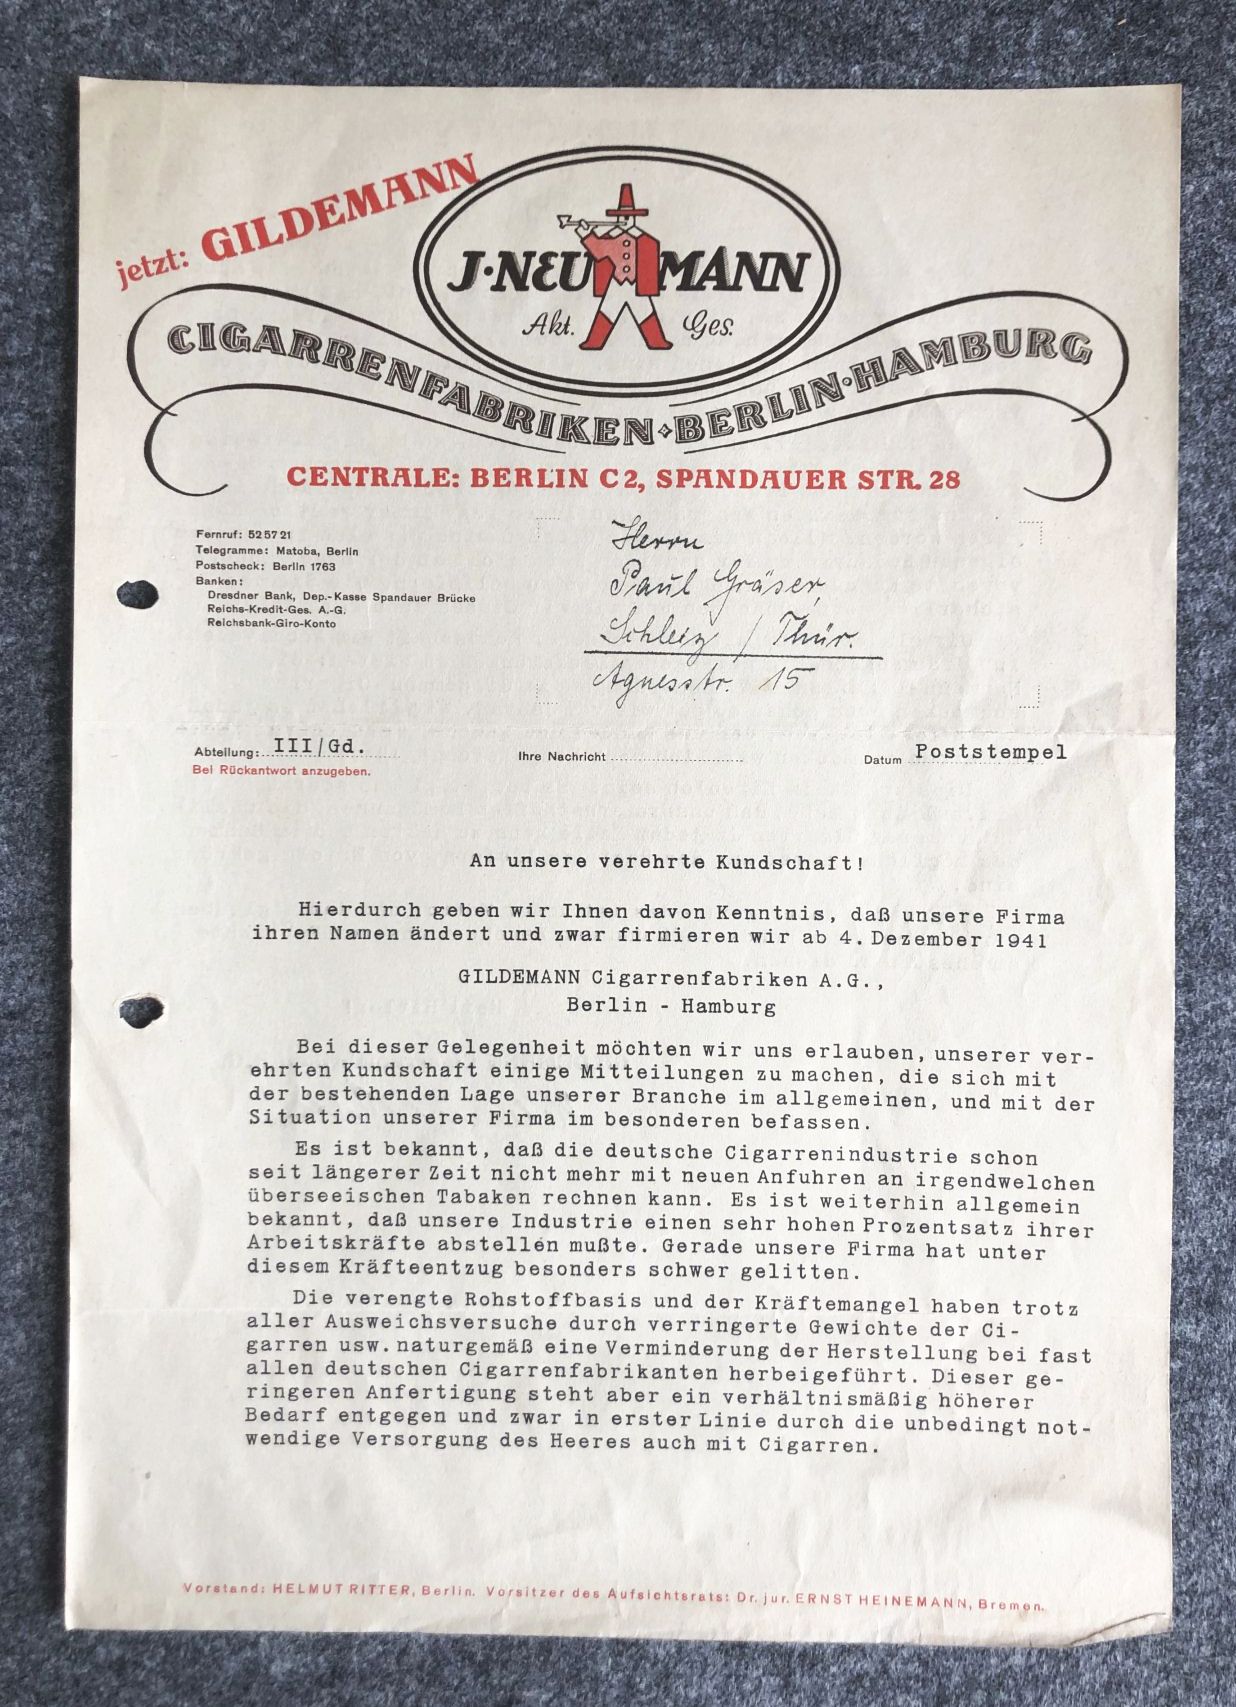 jetzt: GILDEMANN
J·NEUMANN
Akt. Ges.
CIGARRENFABRIKEN BERLIN·HAMBURG
CENTRALE: BERLIN C 2, SPANDAUER STR. 28
Fernruf: 52 57 21
Telegramme: Matoba, Berlin
Postscheck: Berlin 1763
Banken:
Dresdner Bank, Dep.-Kasse Spandauer Brücke
Reichs-Kredit-Ges. A.-G.
Reichsbank-Giro-Konto
Herrn
Paul Gräser,
Schleiz / Thür.
Agnesstr. 15
Abteilung: III/Gd.
Bei Rückantwort anzugeben.
Ihre Nachricht
Datum Poststempel
An unsere verehrte Kundschaft!
Hierdurch geben wir Ihnen davon Kenntnis, daß unsere Firma
ihren Namen ändert und zwar firmieren wir ab 4. Dezember 1941
GILDEMANN Cigarrenfabriken A.G.,
Berlin - Hamburg
Bei dieser Gelegenheit möchten wir uns erlauben, unserer ver-
ehrten Kundschaft einige Mitteilungen zu machen, die sich mit
der bestehenden Lage unserer Branche im allgemeinen, und mit der
Situation unserer Firma im besonderen befassen.
Es ist bekannt, daß die deutsche Cigarrenindustrie schon
seit längerer Zeit nicht mehr mit neuen Anfuhren an irgendwelchen
überseeischen Tabaken rechnen kann. Es ist weiterhin allgemein
bekannt, daß unsere Industrie einen sehr hohen Prozentsatz ihrer
Arbeitskräfte abstellen mußte. Gerade unsere Firma hat unter
diesem Kräfteentzug besonders schwer gelitten.
Die verengte Rohstoffbasis und der Kräftemangel haben trotz
aller Ausweichsversuche durch verringerte Gewichte der Ci-
garren usw. naturgemäß eine Verminderung der Herstellung bei fast
allen deutschen Cigarrenfabrikanten herbeigeführt. Dieser ge-
ringeren Anfertigung steht aber ein verhältnismäßig höherer
Bedarf entgegen und zwar in erster Linie durch die unbedingt not-
wendige Versorgung des Heeres auch mit Cigarren.
Vorstand: HELMUT RITTER, Berlin. Vorsitzer des Aufsichtsrats: Dr. jur. ERNST HEINEMANN, Bremen.